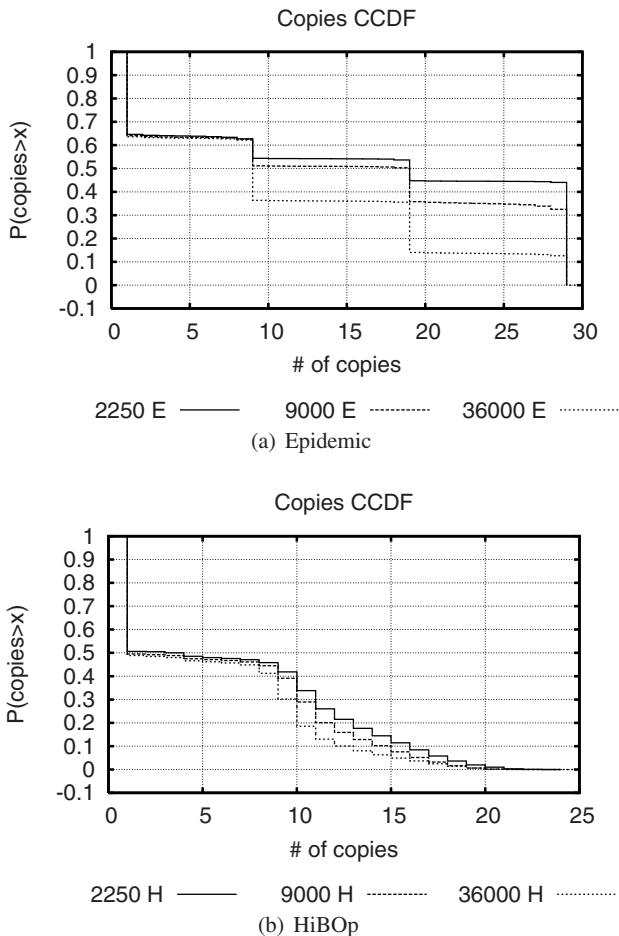 Copies CCDF
P(copies>x)
1
0.9
0.8
0.7
0.6
0.5
0.4
0.3
0.2
0.1
0
-0.1
0 5 10 15 20 25 30
# of copies
2250 E 9000 E 36000 E
(a) Epidemic
Copies CCDF
P(copies>x)
1
0.9
0.8
0.7
0.6
0.5
0.4
0.3
0.2
0.1
0
-0.1
0 5 10 15 20 25
# of copies
2250 H 9000 H 36000 H
(b) HiBOp